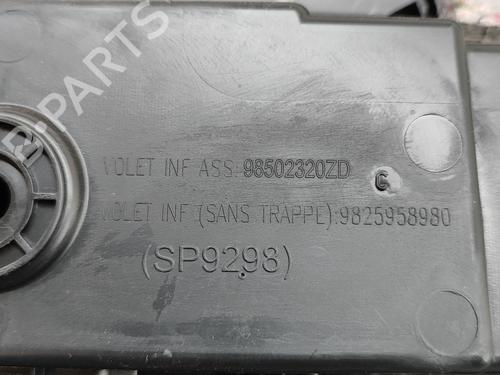 B-PARTS
VOLET INF ASS:98502320ZD C
VOLET INF (SANS TRAPPE):9825958980
(SP9298)